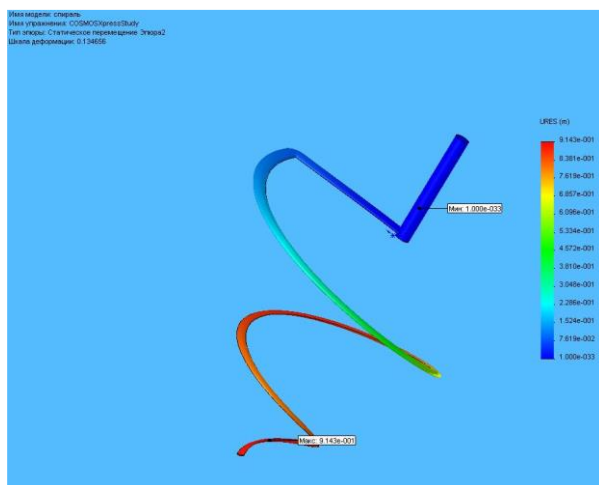 Имя модели: спираль
Имя упражнения: COSMOSXpressStudy
Тип эпюры: Статическое перемещение Эпюра2
Шкала деформации: 0.134656
URES (m)
9.143e-001
8.381e-001
7.619e-001
6.857e-001
6.096e-001
5.334e-001
4.572e-001
3.810e-001
3.048e-001
2.286e-001
1.524e-001
7.619e-002
1.000e-033
Мин: 1.000e-033
Макс: 9.143e-001